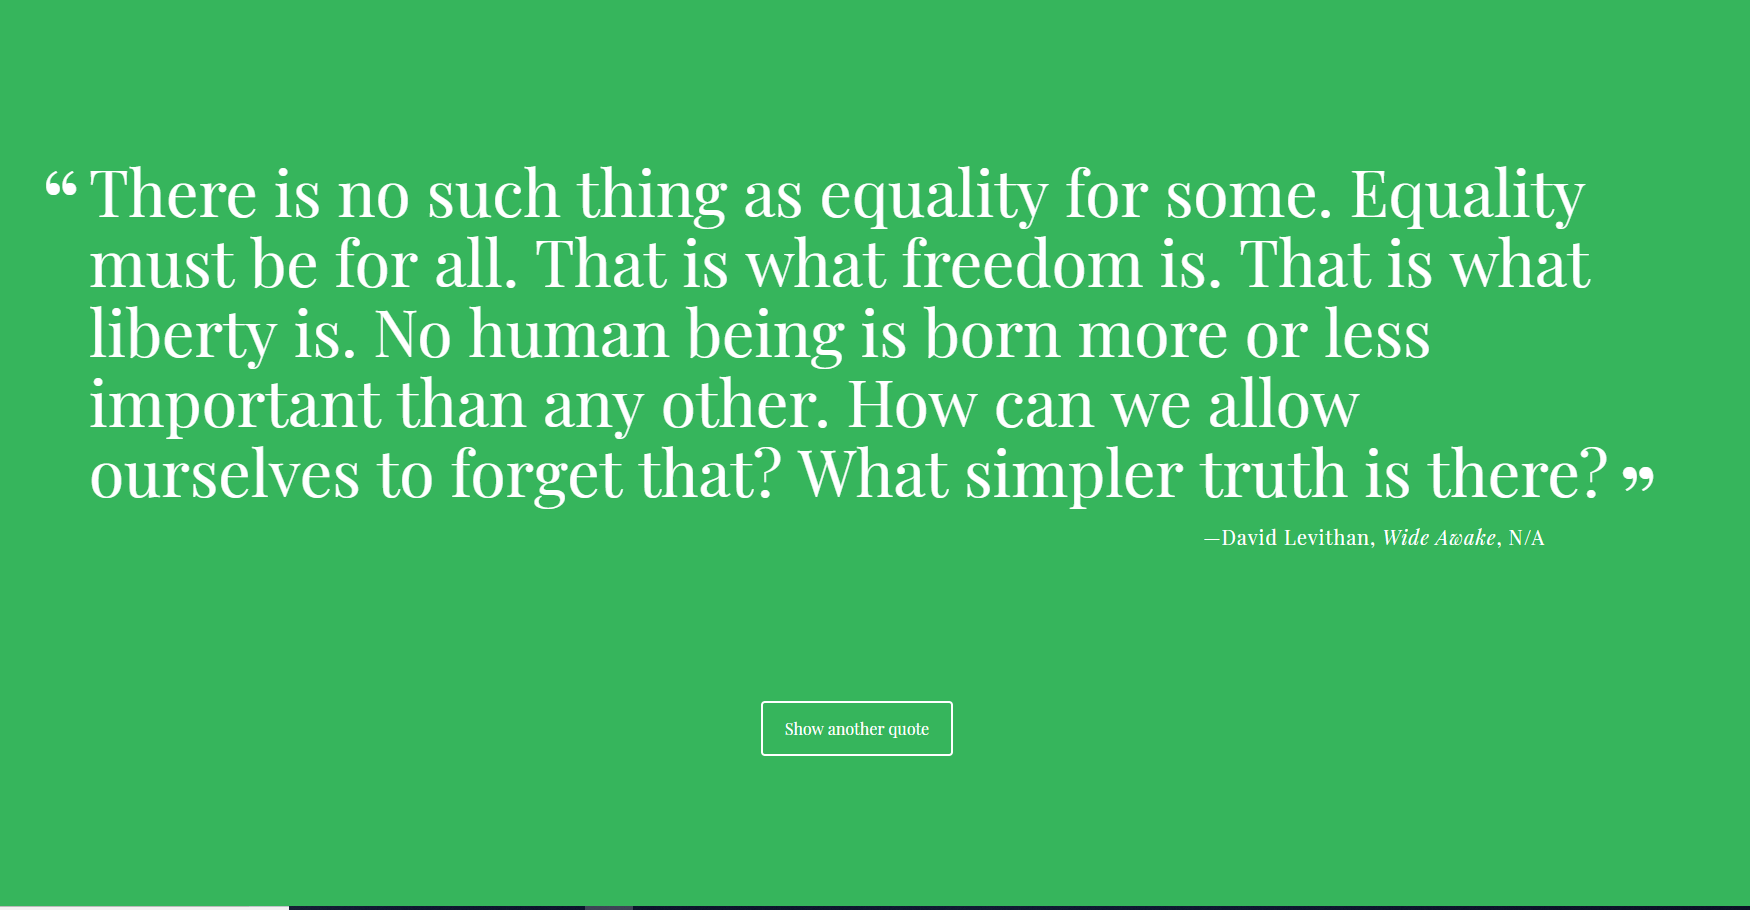 “There is no such thing as equality for some. Equality
must be for all. That is what freedom is. That is what
liberty is. No human being is born more or less
important than any other. How can we allow
ourselves to forget that? What simpler truth is there?”
—David Levithan, Wide Awake, N/A
Show another quote